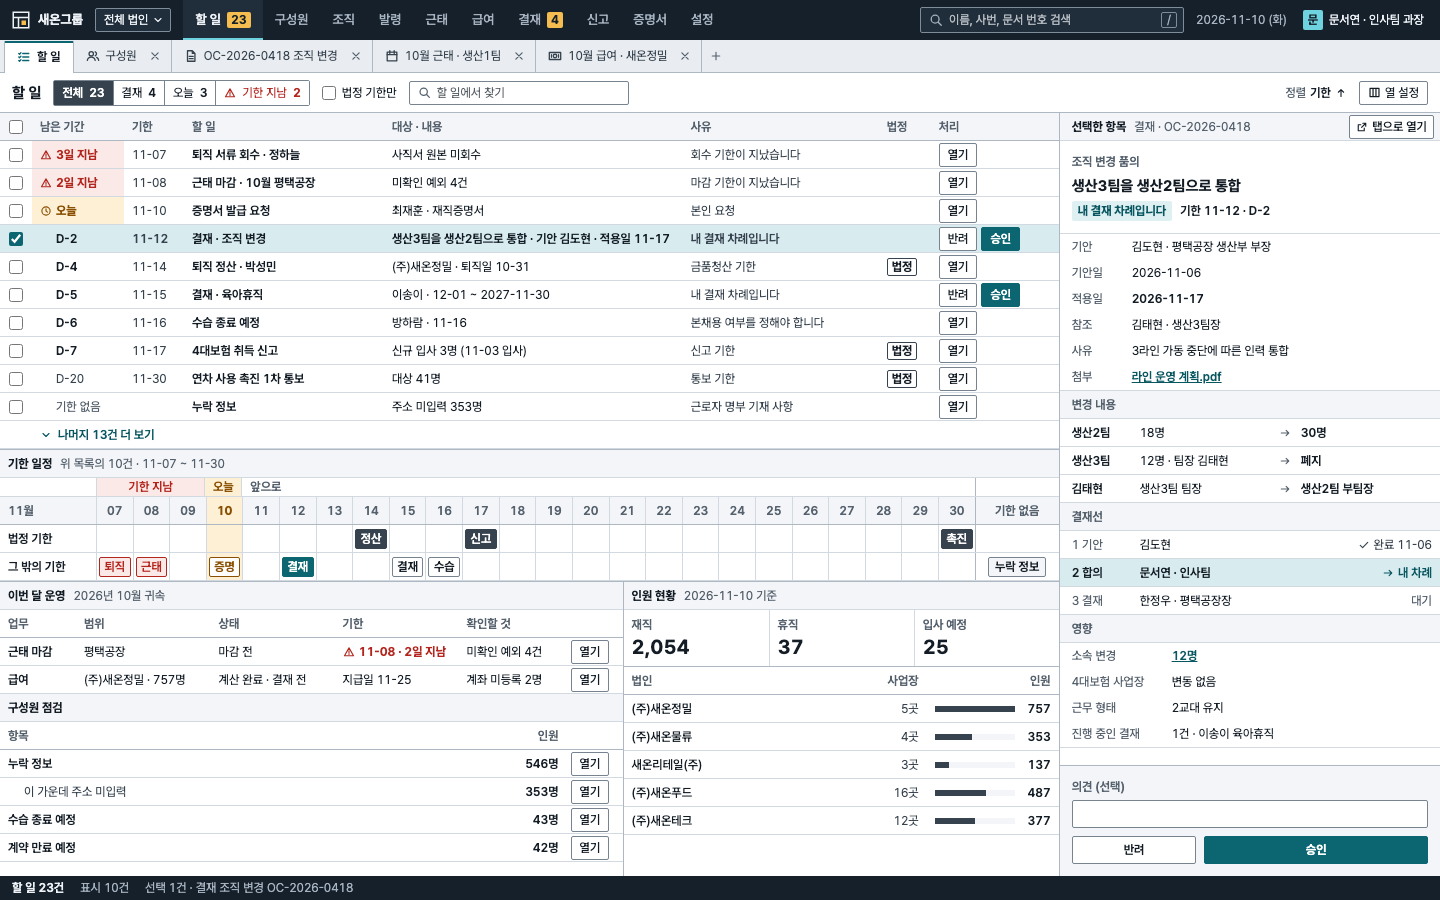 새온그룹 전체 법인 할 일 23 구성원 조직 발령 근태 급여 결재 4 신고 증명서 설정 이름, 사번, 문서 번호 검색 / 2026-11-10 (화) 문 문서연 · 인사팀 과장
할 일 구성원 OC-2026-0418 조직 변경 10월 근태 · 생산1팀 10월 급여 · 새온정밀
할 일 전체 23 결재 4 오늘 3 기한 지남 2 법정 기한만 할 일에서 찾기 정렬 기한 ↑ 열 설정
남은 기간 기한 할 일 대상 · 내용 사유 법정 처리
3일 지남 11-07 퇴직 서류 회수 · 정하늘 사직서 원본 미회수 회수 기한이 지났습니다 열기
2일 지남 11-08 근태 마감 · 10월 평택공장 미확인 예외 4건 마감 기한이 지났습니다 열기
오늘 11-10 증명서 발급 요청 최재훈 · 재직증명서 본인 요청 열기
D-2 11-12 결재 · 조직 변경 생산3팀을 생산2팀으로 통합 · 기안 김도현 · 적용일 11-17 내 결재 차례입니다 반려 승인
D-4 11-14 퇴직 정산 · 박성민 (주)새온정밀 · 퇴직일 10-31 금품청산 기한 법정 열기
D-5 11-15 결재 · 육아휴직 이송이 · 12-01 ~ 2027-11-30 내 결재 차례입니다 반려 승인
D-6 11-16 수습 종료 예정 방하람 · 11-16 본채용 여부를 정해야 합니다 열기
D-7 11-17 4대보험 취득 신고 신규 입사 3명 (11-03 입사) 신고 기한 법정 열기
D-20 11-30 연차 사용 촉진 1차 통보 대상 41명 통보 기한 법정 열기
기한 없음 누락 정보 주소 미입력 353명 근로자 명부 기재 사항 열기
나머지 13건 더 보기
기한 일정 위 목록의 10건 · 11-07 ~ 11-30
기한 지남 오늘 앞으로
11월 07 08 09 10 11 12 13 14 15 16 17 18 19 20 21 22 23 24 25 26 27 28 29 30 기한 없음
법정 기한 정산 신고 촉진
그 밖의 기한 퇴직 근태 증명 결재 결재 수습 누락 정보
이번 달 운영 2026년 10월 귀속
업무 범위 상태 기한 확인할 것
근태 마감 평택공장 마감 전 11-08 · 2일 지남 미확인 예외 4건 열기
급여 (주)새온정밀 · 757명 계산 완료 · 결재 전 지급일 11-25 계좌 미등록 2명 열기
구성원 점검
항목 인원
누락 정보 546명 열기
이 가운데 주소 미입력 353명 열기
수습 종료 예정 43명 열기
계약 만료 예정 42명 열기
인원 현황 2026-11-10 기준
재직 휴직 입사 예정
2,054 37 25
법인 사업장 인원
(주)새온정밀 5곳 757
(주)새온물류 4곳 353
새온리테일(주) 3곳 137
(주)새온푸드 16곳 487
(주)새온테크 12곳 377
선택한 항목 결재 · OC-2026-0418 탭으로 열기
조직 변경 품의
생산3팀을 생산2팀으로 통합
내 결재 차례입니다 기한 11-12 · D-2
기안 김도현 · 평택공장 생산부 부장
기안일 2026-11-06
적용일 2026-11-17
참조 김태현 · 생산3팀장
사유 3라인 가동 중단에 따른 인력 통합
첨부 라인 운영 계획.pdf
변경 내용
생산2팀 18명 → 30명
생산3팀 12명 · 팀장 김태현 → 폐지
김태현 생산3팀 팀장 → 생산2팀 부팀장
결재선
1 기안 김도현 ✓ 완료 11-06
2 합의 문서연 · 인사팀 → 내 차례
3 결재 한정우 · 평택공장장 대기
영향
소속 변경 12명
4대보험 사업장 변동 없음
근무 형태 2교대 유지
진행 중인 결재 1건 · 이송이 육아휴직
의견 (선택)
반려 승인
할 일 23건 표시 10건 선택 1건 · 결재 조직 변경 OC-2026-0418